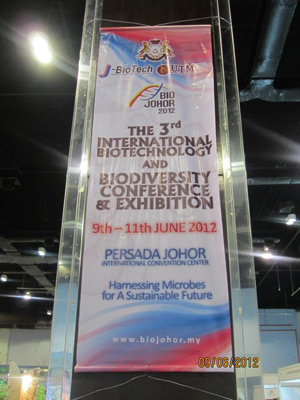 J-BioTech UTM
BIO
JOHOR
2012
THE 3rd
INTERNATIONAL
BIOTECHNOLOGY
AND
BIODIVERSITY
CONFERENCE
& EXHIBITION
9th – 11th JUNE 2012
PERSADA JOHOR
INTERNATIONAL CONVENTION CENTER
Harnessing Microbes
for A Sustainable Future
www.biojohor.my
09/06/2012